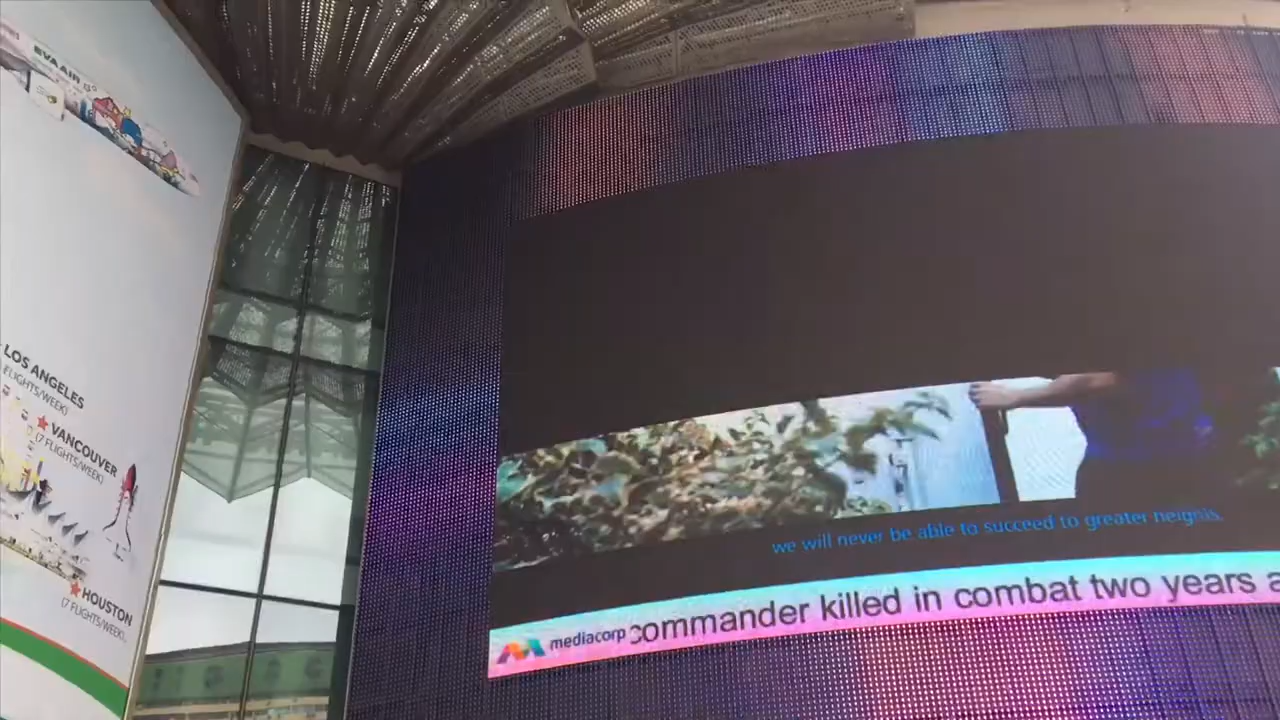 EVA AIR
LOS ANGELES
FLIGHTS/WEEK)
VANCOUVER
(7 FLIGHTS/WEEK)
HOUSTON
(7 FLIGHTS/WEEK)
we will never be able to succeed to greater heights.
mediacorp commander killed in combat two years a